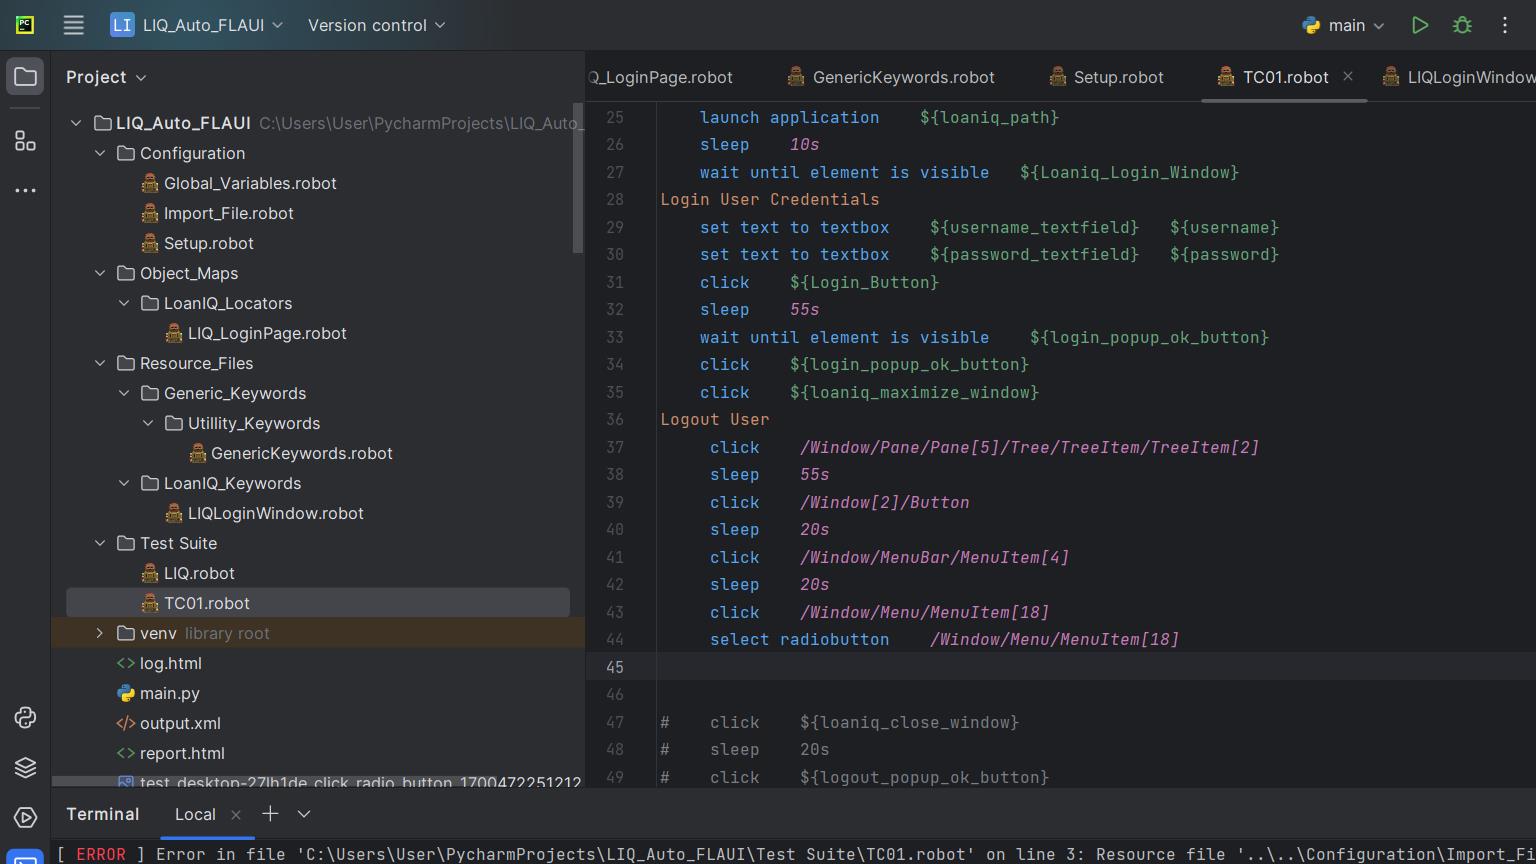 LI LIQ_Auto_FLAUI Version control main
Project
LIQ_Auto_FLAUI C:\Users\User\PycharmProjects\LIQ_Auto_
Configuration
Global_Variables.robot
Import_File.robot
Setup.robot
Object_Maps
LoanIQ_Locators
LIQ_LoginPage.robot
Resource_Files
Generic_Keywords
Utillity_Keywords
GenericKeywords.robot
LoanIQ_Keywords
LIQLoginWindow.robot
Test Suite
LIQ.robot
TC01.robot
venv library root
log.html
main.py
output.xml
report.html
test_desktop-27lh1de_click_radio_button_1700472251212
Q_LoginPage.robot GenericKeywords.robot Setup.robot TC01.robot LIQLoginWindow
25 launch application ${loaniq_path}
26 sleep 10s
27 wait until element is visible ${Loaniq_Login_Window}
28 Login User Credentials
29 set text to textbox ${username_textfield} ${username}
30 set text to textbox ${password_textfield} ${password}
31 click ${Login_Button}
32 sleep 55s
33 wait until element is visible ${login_popup_ok_button}
34 click ${login_popup_ok_button}
35 click ${loaniq_maximize_window}
36 Logout User
37 click /Window/Pane/Pane[5]/Tree/TreeItem/TreeItem[2]
38 sleep 55s
39 click /Window[2]/Button
40 sleep 20s
41 click /Window/MenuBar/MenuItem[4]
42 sleep 20s
43 click /Window/Menu/MenuItem[18]
44 select radiobutton /Window/Menu/MenuItem[18]
45
46
47 # click ${loaniq_close_window}
48 # sleep 20s
49 # click ${logout_popup_ok_button}
Terminal Local
[ ERROR ] Error in file 'C:\Users\User\PycharmProjects\LIQ_Auto_FLAUI\Test Suite\TC01.robot' on line 3: Resource file '..\..\Configuration\Import_Fi